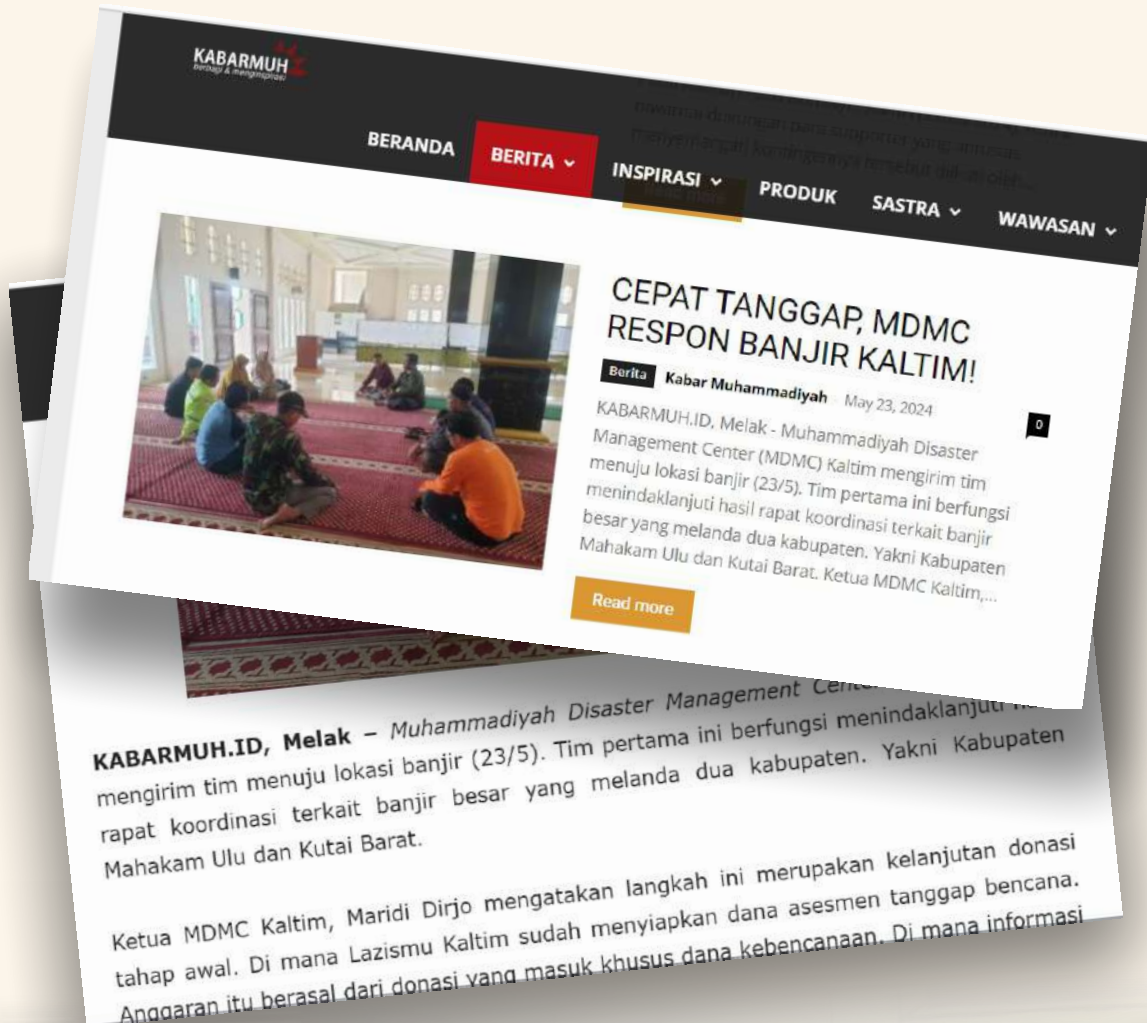 KABARMUH
berbagi & menginspirasi
BERANDA
BERITA
INSPIRASI
PRODUK
SASTRA
WAWASAN
CEPAT TANGGAP, MDMC
RESPON BANJIR KALTIM!
Berita Kabar Muhammadiyah - May 23, 2024
0
KABARMUH.ID, Melak - Muhammadiyah Disaster
Management Center (MDMC) Kaltim mengirim tim
menuju lokasi banjir (23/5). Tim pertama ini berfungsi
menindaklanjuti hasil rapat koordinasi terkait banjir
besar yang melanda dua kabupaten. Yakni Kabupaten
Mahakam Ulu dan Kutai Barat. Ketua MDMC Kaltim,...
Read more
KABARMUH.ID, Melak – Muhammadiyah Disaster Management
mengirim tim menuju lokasi banjir (23/5). Tim pertama ini berfungsi menindaklanjuti
rapat koordinasi terkait banjir besar yang melanda dua kabupaten. Yakni Kabupaten
Mahakam Ulu dan Kutai Barat.
Ketua MDMC Kaltim, Maridi Dirjo mengatakan langkah ini merupakan kelanjutan donasi
tahap awal. Di mana Lazismu Kaltim sudah menyiapkan dana asesmen tanggap bencana.
Anggaran itu berasal dari donasi yang masuk khusus dana kebencanaan. Di mana informasi